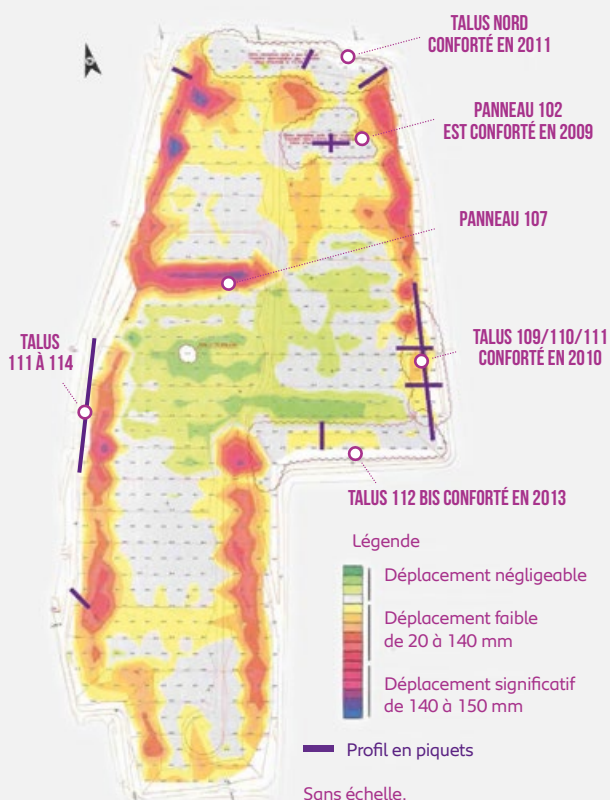 TALUS NORD
CONFORTÉ EN 2011
PANNEAU 102
EST CONFORTÉ EN 2009
PANNEAU 107
TALUS
111 À 114
TALUS 109/110/111
CONFORTÉ EN 2010
TALUS 112 BIS CONFORTÉ EN 2013
Légende
Déplacement négligeable
Déplacement faible
de 20 à 140 mm
Déplacement significatif
de 140 à 150 mm
Profil en piquets
Sans échelle.